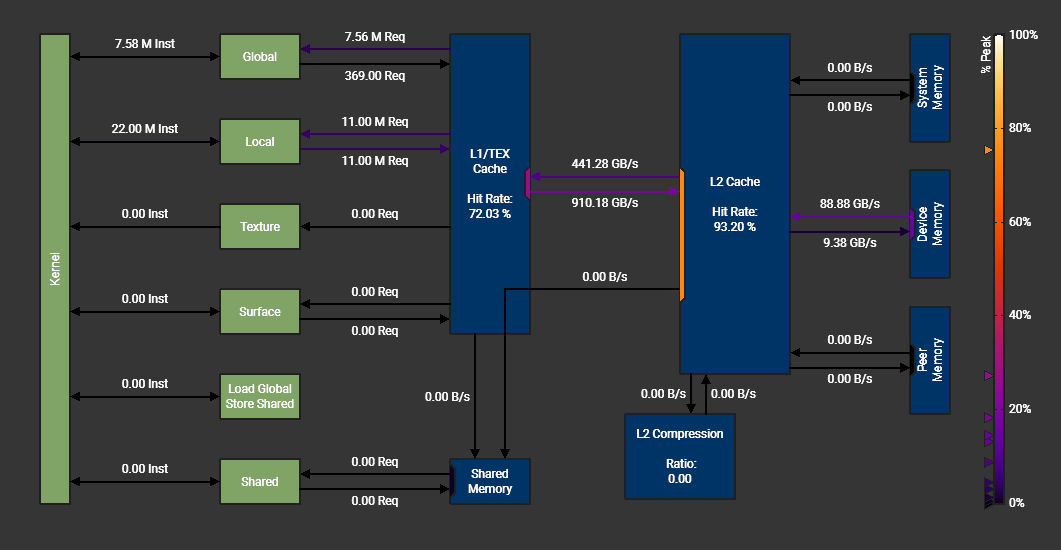 Kernel
7.58 M Inst
Global
7.56 M Req
369.00 Req
22.00 M Inst
Local
11.00 M Req
11.00 M Req
0.00 Inst
Texture
0.00 Req
0.00 Inst
Surface
0.00 Req
0.00 Req
0.00 Inst
Load Global
Store Shared
0.00 Inst
Shared
0.00 Req
0.00 Req
L1/TEX
Cache
Hit Rate:
72.03 %
441.28 GB/s
910.18 GB/s
0.00 B/s
0.00 B/s
Shared
Memory
L2 Cache
Hit Rate:
93.20 %
0.00 B/s
0.00 B/s
L2 Compression
Ratio:
0.00
0.00 B/s
0.00 B/s
System
Memory
88.88 GB/s
9.38 GB/s
Device
Memory
0.00 B/s
0.00 B/s
Peer
Memory
% Peak
100%
80%
60%
40%
20%
0%